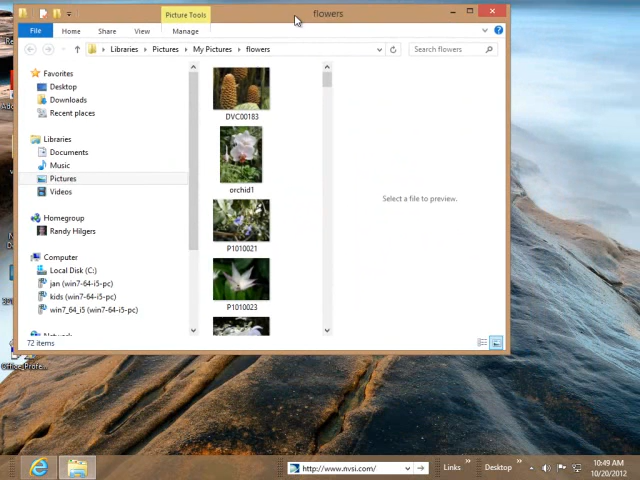 Picture Tools
flowers
File
Home
Share
View
Manage
Libraries
Pictures
My Pictures
flowers
Search flowers
Favorites
Desktop
Downloads
Recent places
Libraries
Documents
Music
Pictures
Videos
Homegroup
Randy Hilgers
Computer
Local Disk (C:)
jan (win7-64-i5-pc)
kids (win7-64-i5-pc)
win7_64_i5 (win7-64-i5-pc)
DVC00183
orchid1
P1010021
P1010023
Select a file to preview.
72 items
http://www.nvsi.com/
Links
Desktop
10:49 AM
10/20/2012